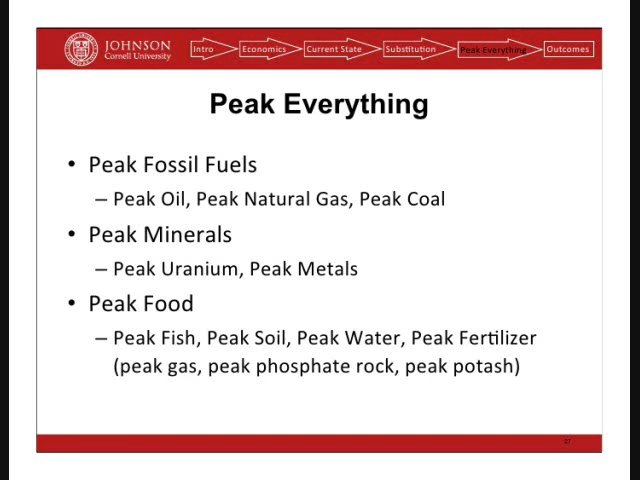 JOHNSON
Cornell University
Intro
Economics
Current State
Substitution
Peak Everything
Outcomes
Peak Everything
• Peak Fossil Fuels
– Peak Oil, Peak Natural Gas, Peak Coal
• Peak Minerals
– Peak Uranium, Peak Metals
• Peak Food
– Peak Fish, Peak Soil, Peak Water, Peak Fertilizer
(peak gas, peak phosphate rock, peak potash)